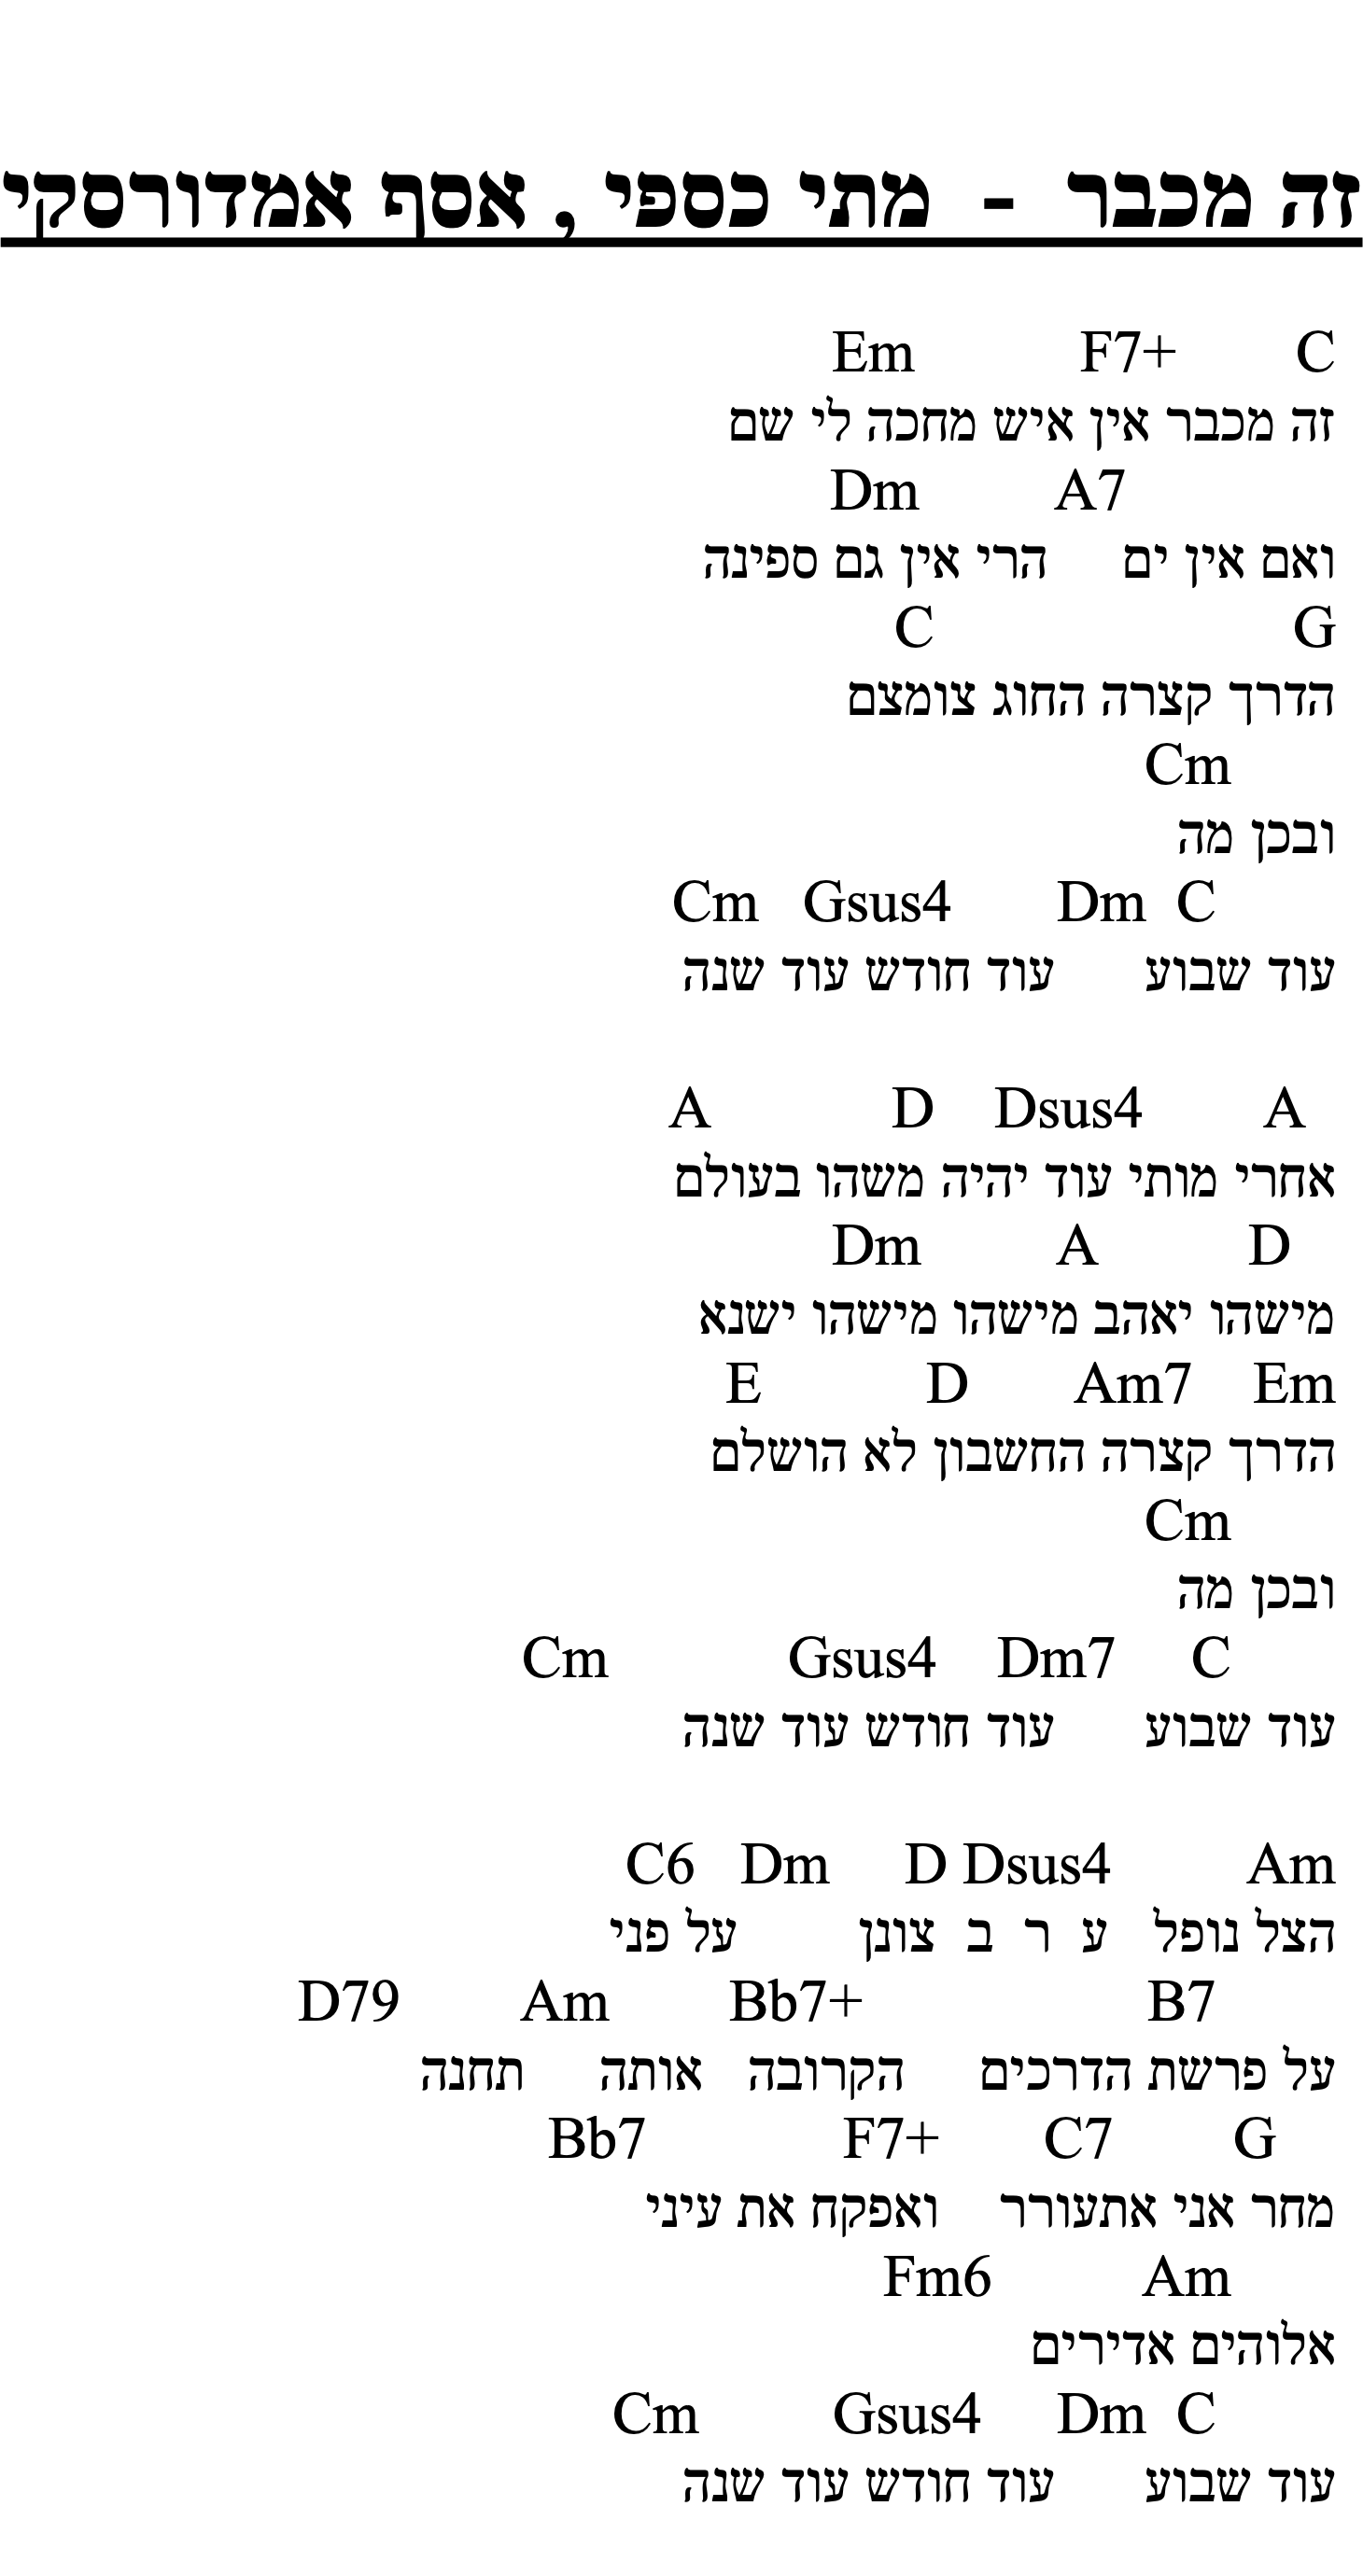 זה מכבר - מתי כספי , אסף אמדורסקי
C F7+ Em
זה מכבר אין איש מחכה לי שם
A7 Dm
ואם אין ים הרי אין גם ספינה
G C
הדרך קצרה החוג צומצם
Cm
ובכן מה
C Dm Gsus4 Cm
עוד שבוע עוד חודש עוד שנה
A Dsus4 D A
אחרי מותי עוד יהיה משהו בעולם
D A Dm
מישהו יאהב מישהו מישהו ישנא
Em Am7 D E
הדרך קצרה החשבון לא הושלם
Cm
ובכן מה
C Dm7 Gsus4 Cm
עוד שבוע עוד חודש עוד שנה
Am Dsus4 D Dm C6
הצל נופל ע ר ב צונן על פני
B7 Bb7+ Am D79
על פרשת הדרכים הקרובה אותה תחנה
G C7 F7+ Bb7
מחר אני אתעורר ואפקח את עיני
Am Fm6
אלוהים אדירים
C Dm Gsus4 Cm
עוד שבוע עוד חודש עוד שנה